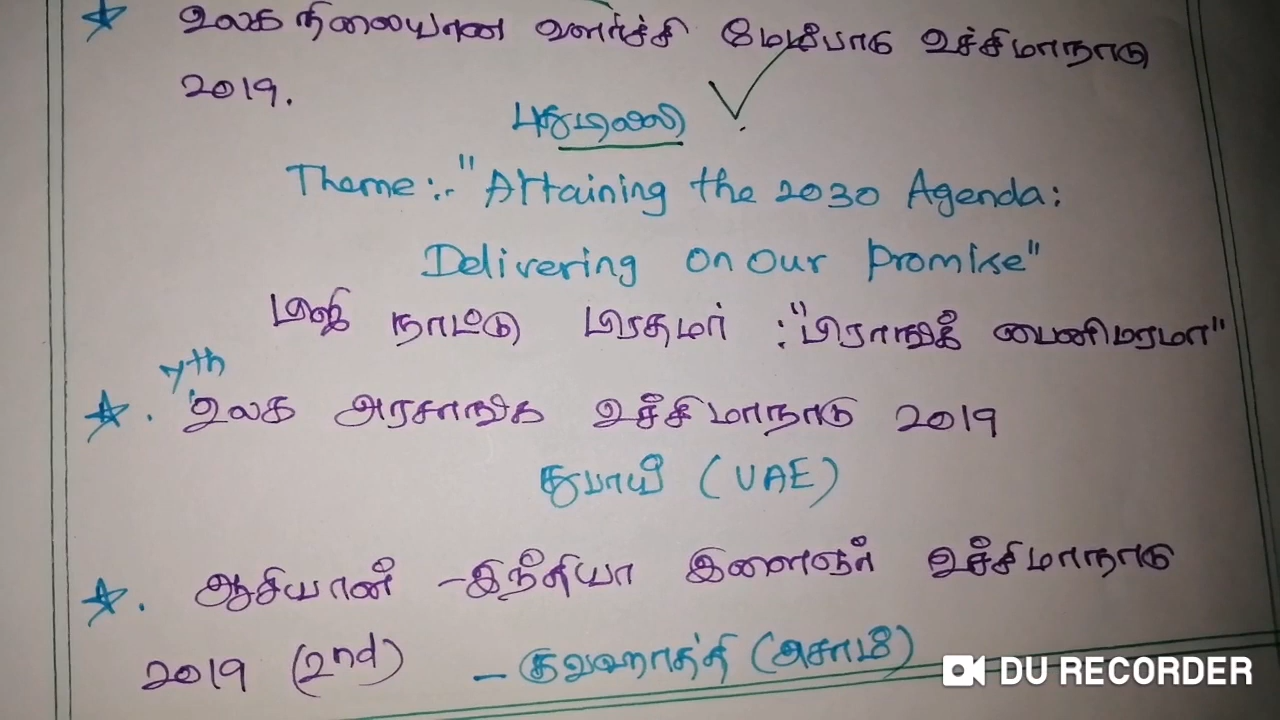 உலக நிலையான வளர்ச்சி மேம்பாடு உச்சிமாநாடு
2019.
புதுடில்லி
Theme:- "Attaining the 2030 Agenda:
Delivering on our promise"
பிஜி நாட்டு பிரதமர் : "பிராங்க் பைனிமரமா"
7th
உலக அரசாங்க உச்சிமாநாடு 2019
துபாய் (UAE)
ஆசியான் - இந்தியா இளைஞர் உச்சிமாநாடு
2019 (2nd) - குவஹாத்தி (அசாம்)
DU RECORDER